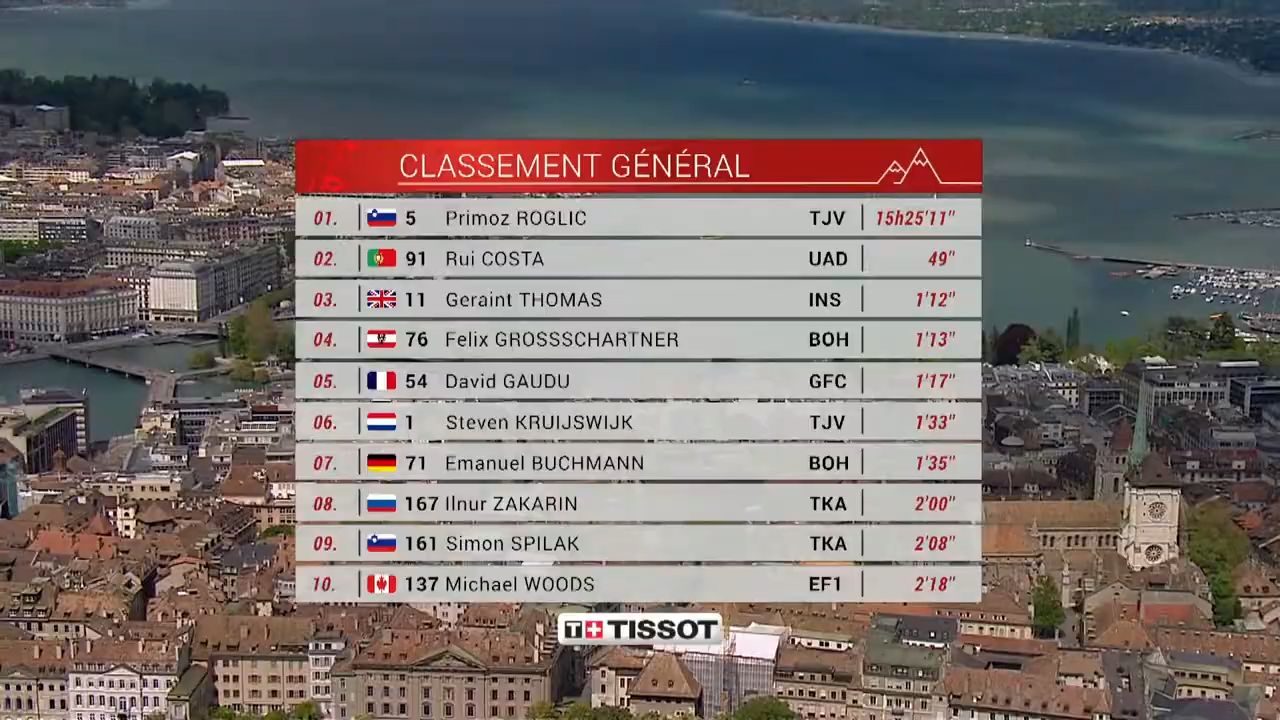 CLASSEMENT GÉNÉRAL
01. 5 Primoz ROGLIC TJV 15h25'11"
02. 91 Rui COSTA UAD 49"
03. 11 Geraint THOMAS INS 1'12"
04. 76 Felix GROSSSCHARTNER BOH 1'13"
05. 54 David GAUDU GFC 1'17"
06. 1 Steven KRUIJSWIJK TJV 1'33"
07. 71 Emanuel BUCHMANN BOH 1'35"
08. 167 Ilnur ZAKARIN TKA 2'00"
09. 161 Simon SPILAK TKA 2'08"
10. 137 Michael WOODS EF1 2'18"
T+ TISSOT